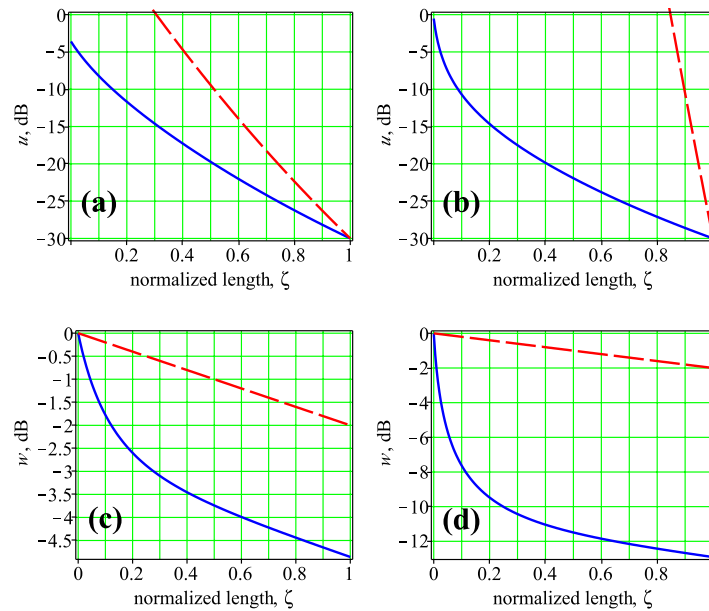 0
−5
−10
−15
−20
−25
−30
u, dB
(a)
0.2 0.4 0.6 0.8 1
normalized length, ζ
0
−5
−10
−15
−20
−25
−30
u, dB
(b)
0 0.2 0.4 0.6 0.8
normalized length, ζ
0
−0.5
−1
−1.5
−2
−2.5
−3
−3.5
−4
−4.5
w, dB
(c)
0 0.2 0.4 0.6 0.8 1
normalized length, ζ
0
−2
−4
−6
−8
−10
−12
w, dB
(d)
0 0.2 0.4 0.6 0.8
normalized length, ζ